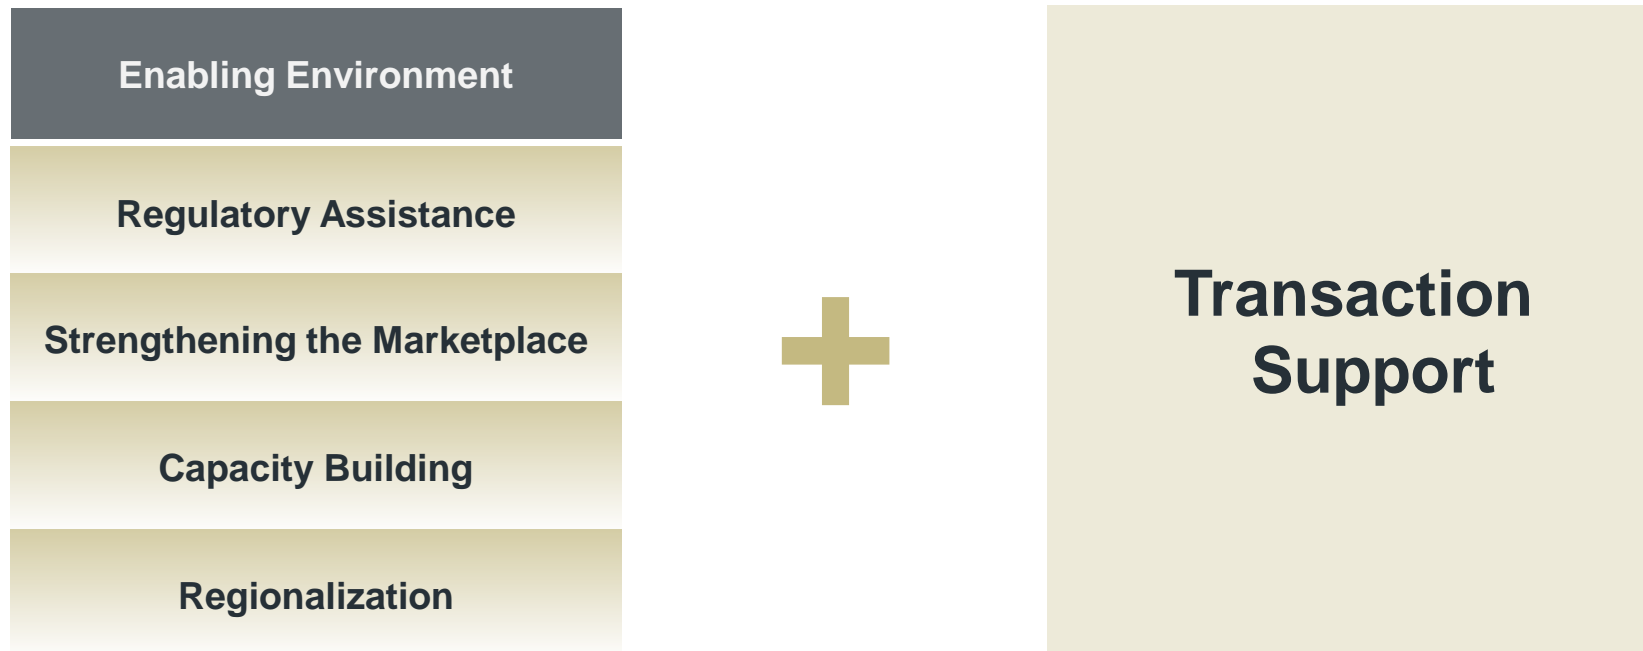 Enabling Environment
Regulatory Assistance
Strengthening the Marketplace
Capacity Building
Regionalization
Transaction
Support